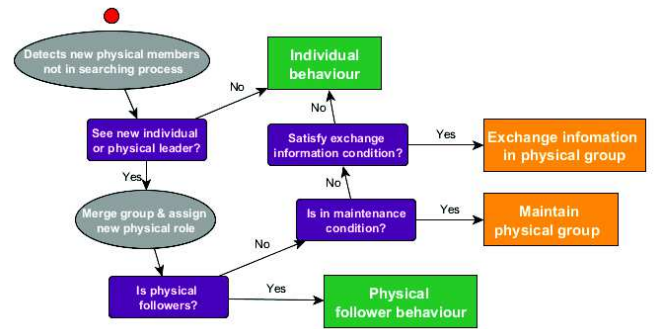 Detects new physical members
not in searching process
Individual
behaviour
No
No
See new individual
or physical leader?
Satisfy exchange
information condition?
Yes
Exchange infomation
in physical group
Yes
No
Merge group & assign
new physical role
Is in maintenance
condition?
Yes
Maintain
physical group
No
Is physical
followers?
Yes
Physical
follower behaviour